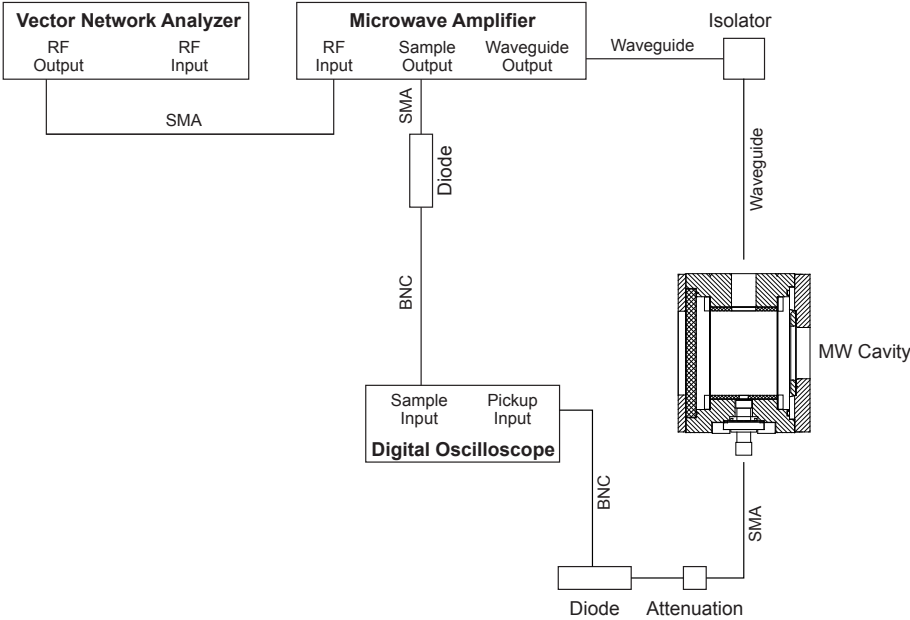 Vector Network Analyzer
RF
Output
RF
Input
Microwave Amplifier
RF
Input
Sample
Output
Waveguide
Output
Isolator
Waveguide
SMA
SMA
Diode
Waveguide
BNC
MW Cavity
Sample
Input
Pickup
Input
Digital Oscilloscope
BNC
SMA
Diode
Attenuation